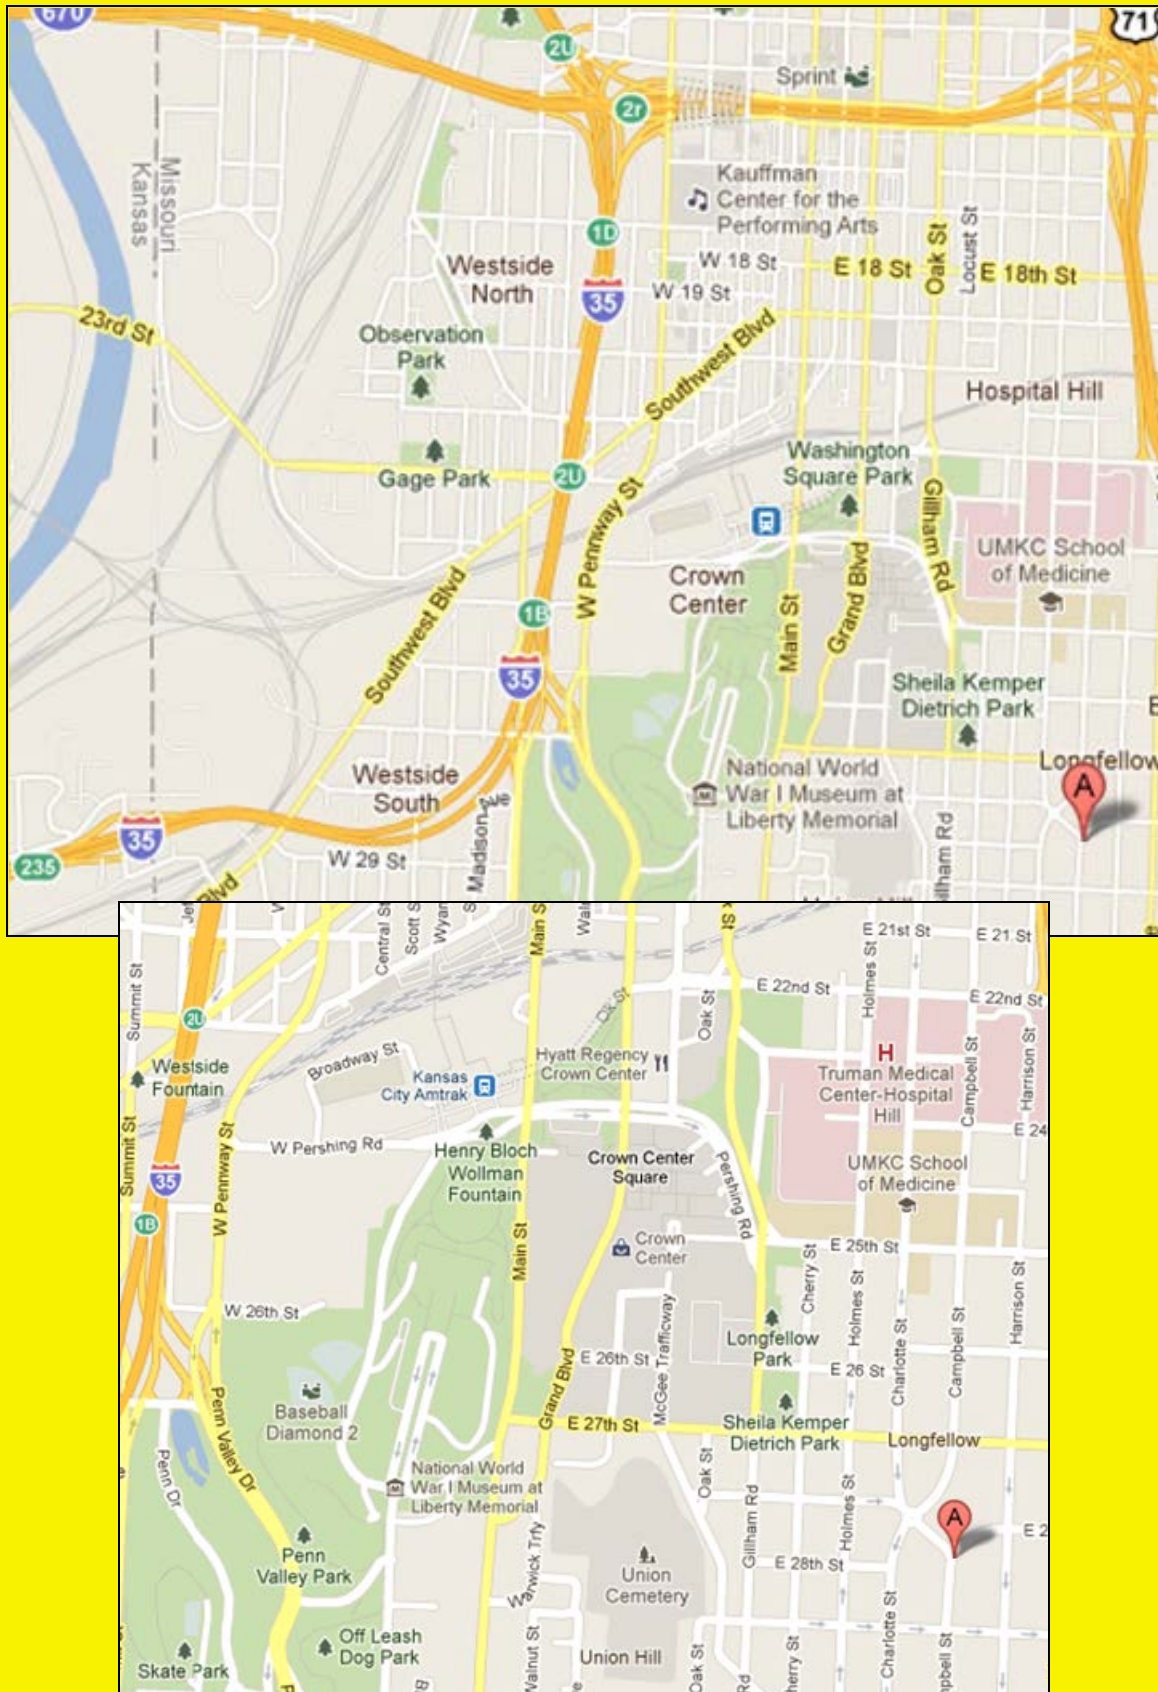 670
71
2U
Sprint
2r
Missouri
Kansas
Kauffman
Center for the
Performing Arts
1D
Oak St
Locust St
W 18 St
E 18 St
E 18th St
Westside
North
35
W 19 St
23rd St
Observation
Park
Southwest Blvd
Hospital Hill
Washington
Square Park
Gage Park
2U
W Pennway St
Gillham Rd
UMKC School
of Medicine
Crown
Center
Grand Blvd
Southwest Blvd
1B
Main St
35
Sheila Kemper
Dietrich Park
Longfellow
A
Westside
South
National World
War I Museum at
Liberty Memorial
Madison Ave
35
235
W 29 St
Blvd
Central St
Main S
E 21st St
E 21 St
Summit St
2U
E 22nd St
Holmes St
E 22nd St
Oak St
Westside
Fountain
Broadway St
Kansas
City Amtrak
Hyatt Regency
Crown Center
H
Truman Medical
Center-Hospital
Hill
Campbell St
Harrison St
E 24
Summit St
W Pennway St
W Pershing Rd
Henry Bloch
Wollman
Fountain
Crown Center
Square
Pershing Rd
UMKC School
of Medicine
35
1B
Main St
Crown
Center
E 25th St
Cherry St
Holmes St
Harrison St
W 26th St
McGee Trafficway
Longfellow
Park
Charlotte St
Campbell St
E 26th St
E 26 St
Baseball
Diamond 2
Penn Valley Dr
Grand Blvd
E 27th St
Sheila Kemper
Dietrich Park
Longfellow
Penn Dr
National World
War I Museum at
Liberty Memorial
Oak St
Gillham Rd
Holmes St
A
E 2
Penn
Valley Park
Warwick Trfy
Union
Cemetery
E 28th St
Off Leash
Dog Park
Skate Park
Walnut St
Union Hill
Oak St
Charlotte St